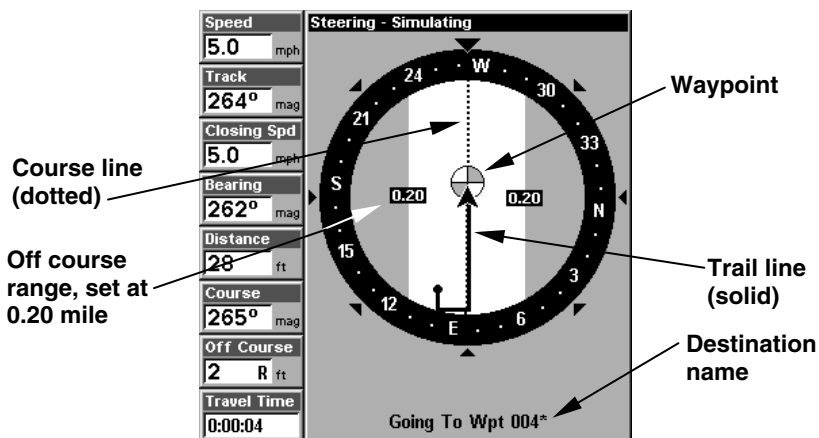 Speed
5.0 mph
Track
264º mag
Closing Spd
5.0 mph
Bearing
262º mag
Distance
28 ft
Course
265º mag
Off Course
2 R ft
Travel Time
0:00:04
Steering - Simulating
W
30
33
N
3
6
E
12
15
S
21
24
0.20
0.20
Going To Wpt 004*
Course line
(dotted)
Off course
range, set at
0.20 mile
Waypoint
Trail line
(solid)
Destination
name